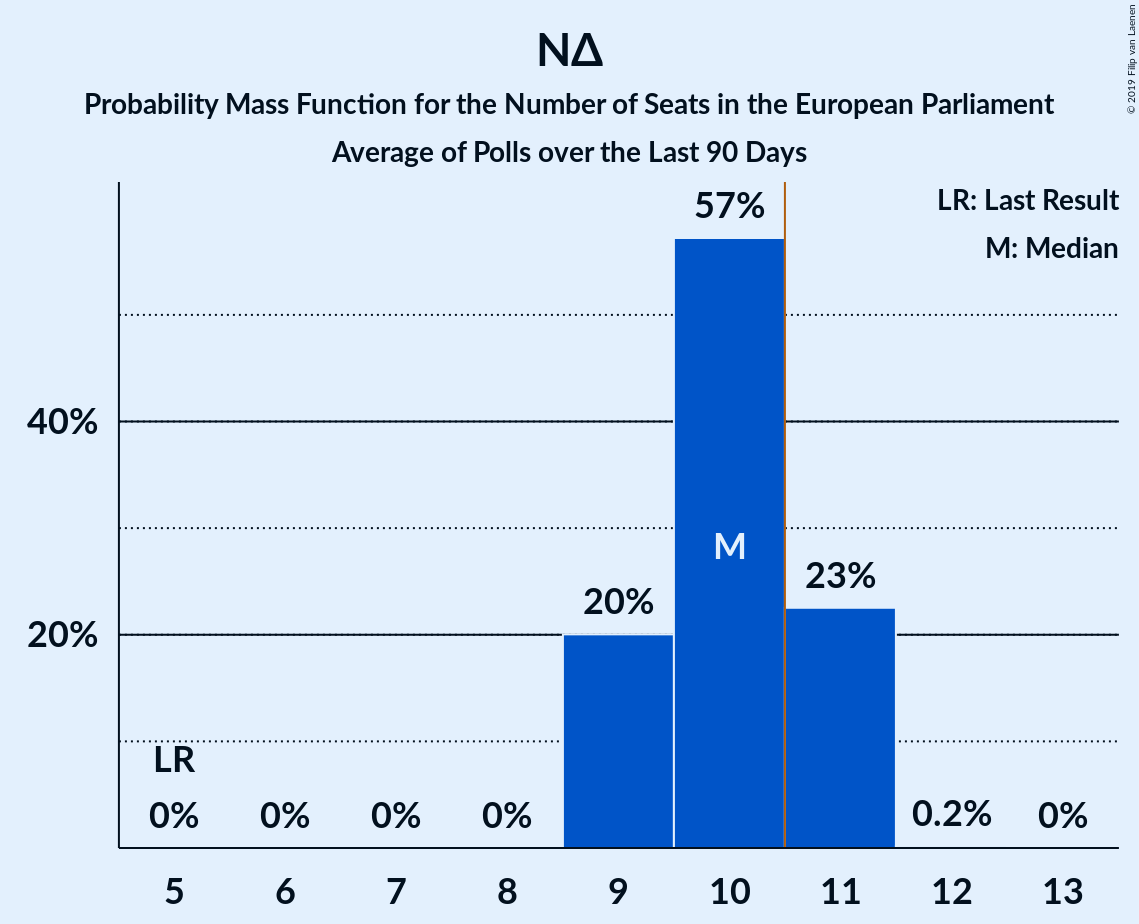 ΝΔ
Probability Mass Function for the Number of Seats in the European Parliament
Average of Polls over the Last 90 Days
© 2019 Filip van Laenen
LR: Last Result
M: Median
57%
40%
M
23%
20%
20%
LR
0% 0% 0% 0% 0.2% 0%
5 6 7 8 9 10 11 12 13